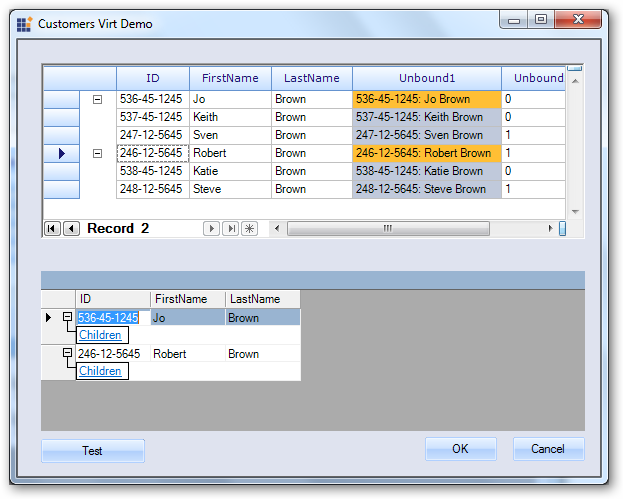 Customers Virt Demo
ID FirstName LastName Unbound1 Unbound
536-45-1245 Jo Brown 536-45-1245: Jo Brown 0
537-45-1245 Keith Brown 537-45-1245: Keith Brown 0
247-12-5645 Sven Brown 247-12-5645: Sven Brown 1
246-12-5645 Robert Brown 246-12-5645: Robert Brown 1
538-45-1245 Katie Brown 538-45-1245: Katie Brown 0
248-12-5645 Steve Brown 248-12-5645: Steve Brown 1
Record 2
ID FirstName LastName
536-45-1245 Jo Brown
Children
246-12-5645 Robert Brown
Children
Test OK Cancel